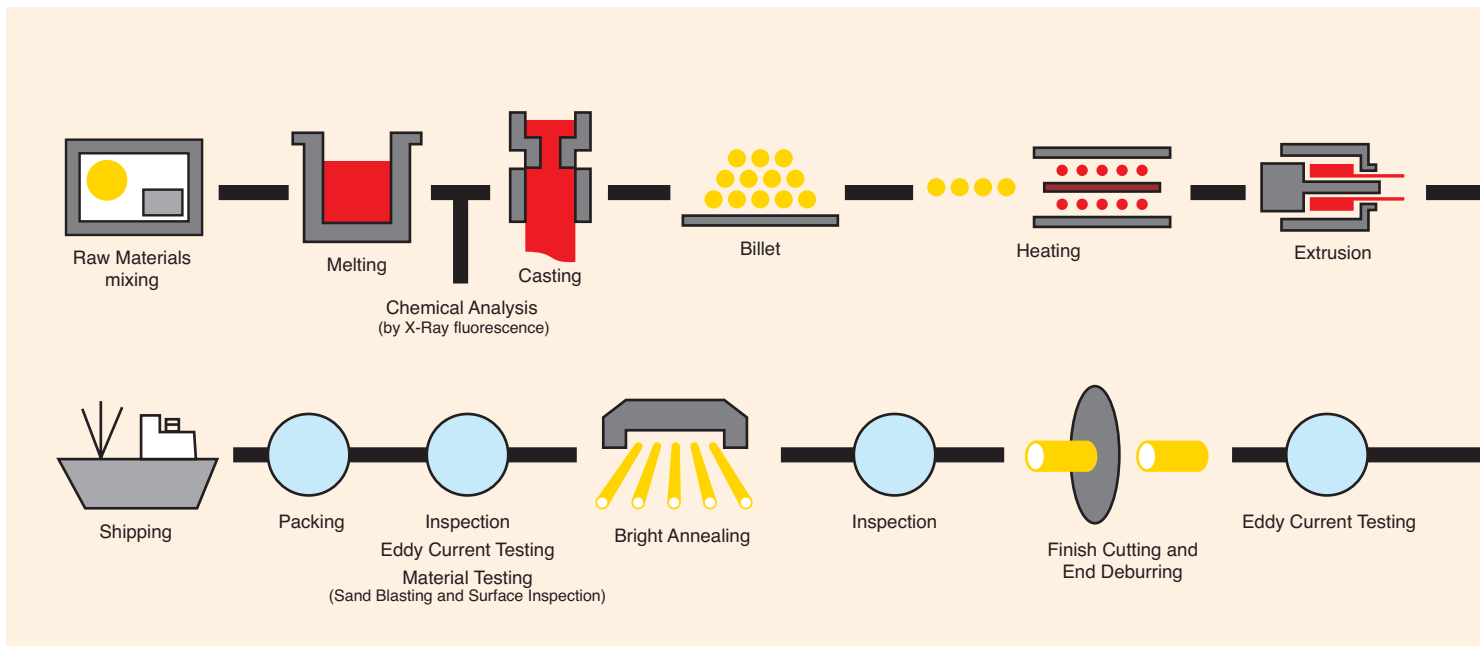 Raw Materials
mixing
Melting
Chemical Analysis
(by X-Ray fluorescence)
Casting
Billet
Heating
Extrusion
Shipping
Packing
Inspection
Eddy Current Testing
Material Testing
(Sand Blasting and Surface Inspection)
Bright Annealing
Inspection
Finish Cutting and
End Deburring
Eddy Current Testing